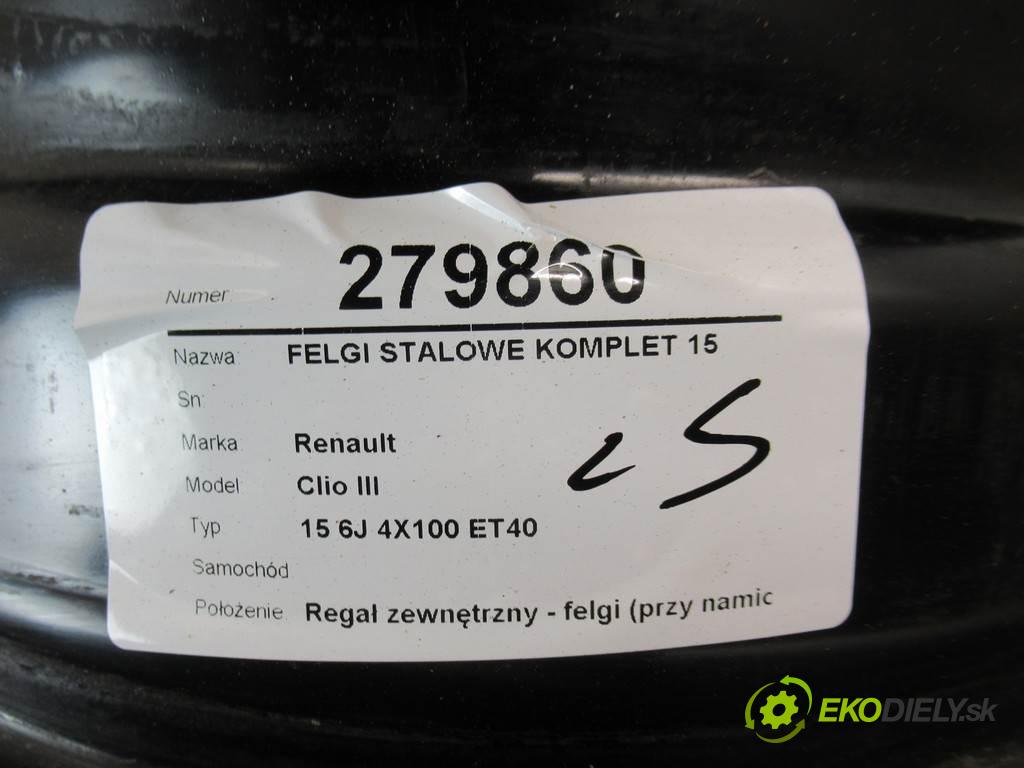 Numer 279860
Nazwa: FELGI STALOWE KOMPLET 15
Sn:
Marka Renault
Model Clio III
Typ 15 6J 4X100 ET40
Samochód
Położenie Regał zewnętrzny - felgi (przy namic
EKODIELY.sk